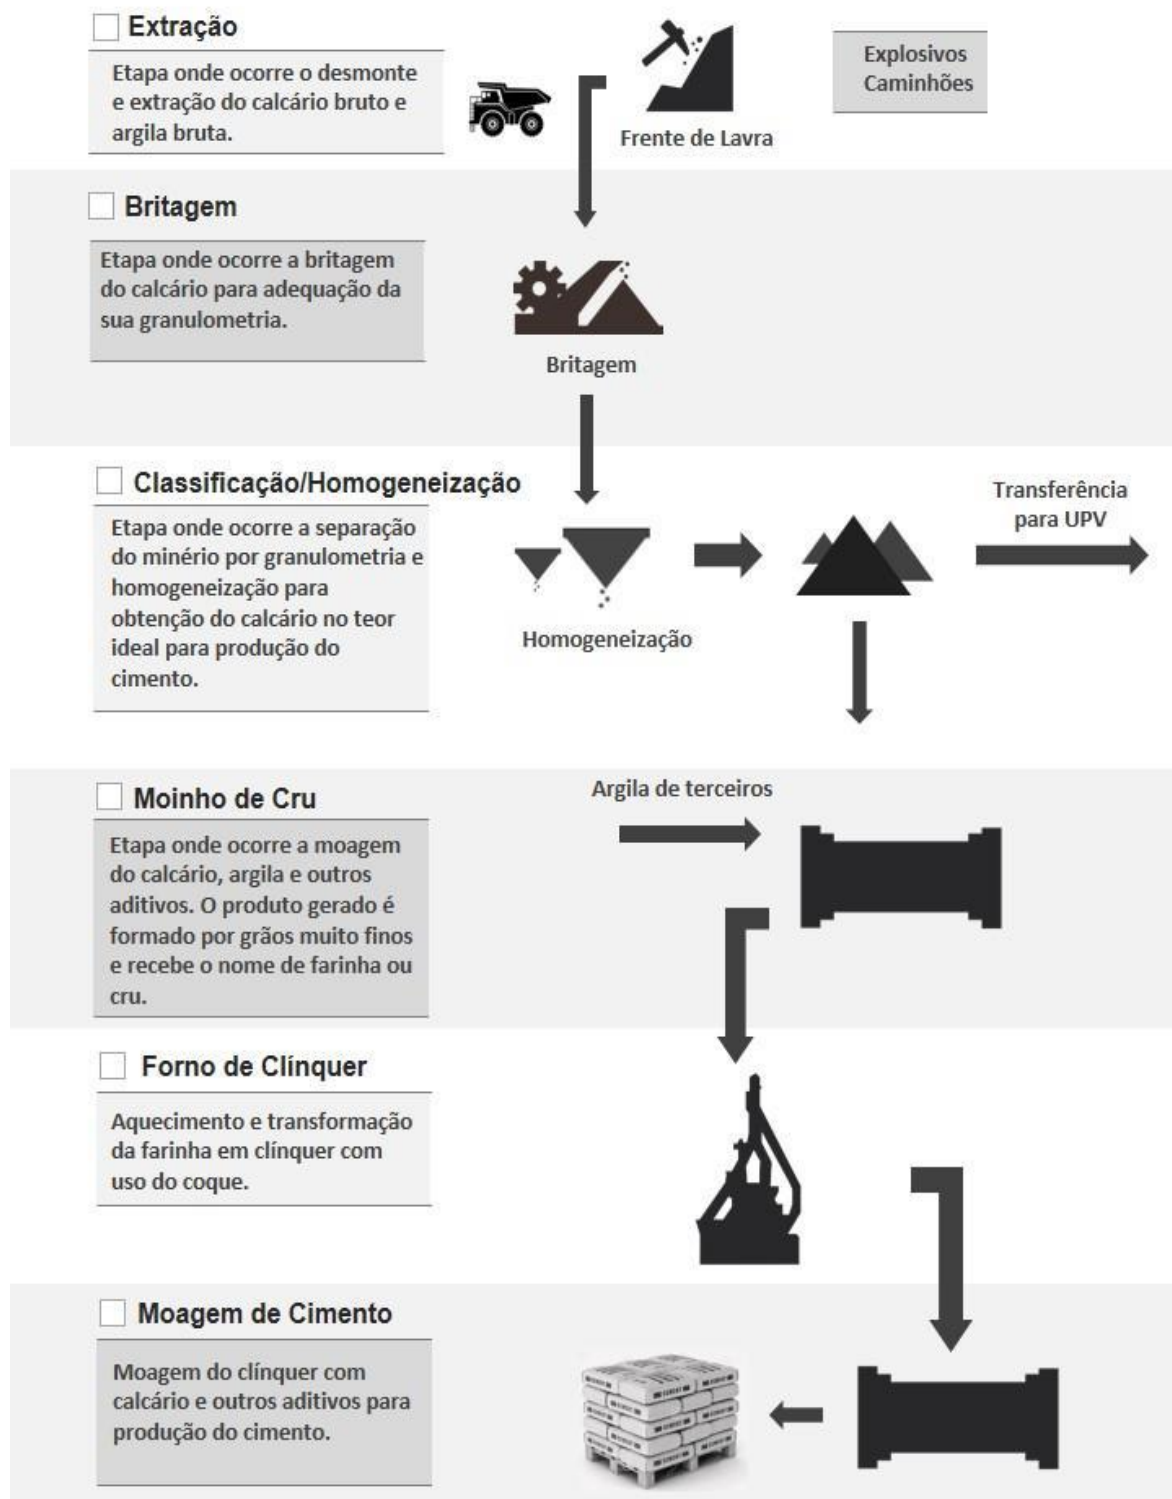 Extração
Etapa onde ocorre o desmonte
e extração do calcário bruto e
argila bruta.
Frente de Lavra
Explosivos
Caminhões
Britagem
Etapa onde ocorre a britagem
do calcário para adequação da
sua granulometria.
Britagem
Classificação/Homogeneização
Etapa onde ocorre a separação
do minério por granulometria e
homogeneização para
obtenção do calcário no teor
ideal para produção do
cimento.
Homogeneização
Transferência
para UPV
Moinho de Cru
Etapa onde ocorre a moagem
do calcário, argila e outros
aditivos. O produto gerado é
formado por grãos muito finos
e recebe o nome de farinha ou
cru.
Argila de terceiros
Forno de Clínquer
Aquecimento e transformação
da farinha em clínquer com
uso do coque.
Moagem de Cimento
Moagem do clínquer com
calcário e outros aditivos para
produção do cimento.